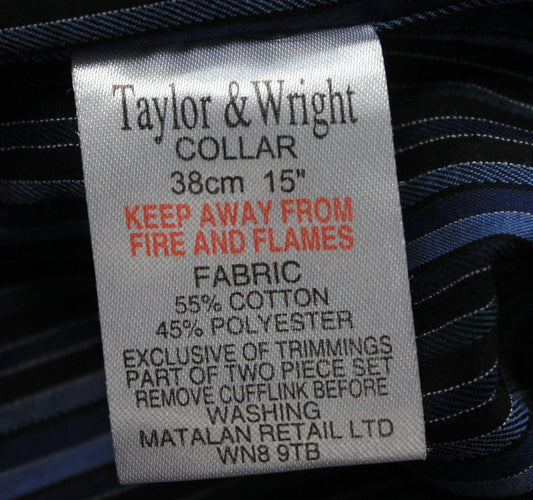 Taylor & Wright
COLLAR
38cm 15"
KEEP AWAY FROM
FIRE AND FLAMES
FABRIC
55% COTTON
45% POLYESTER
EXCLUSIVE OF TRIMMINGS
PART OF TWO PIECE SET
REMOVE CUFFLINK BEFORE
WASHING
MATALAN RETAIL LTD
WN8 9TB